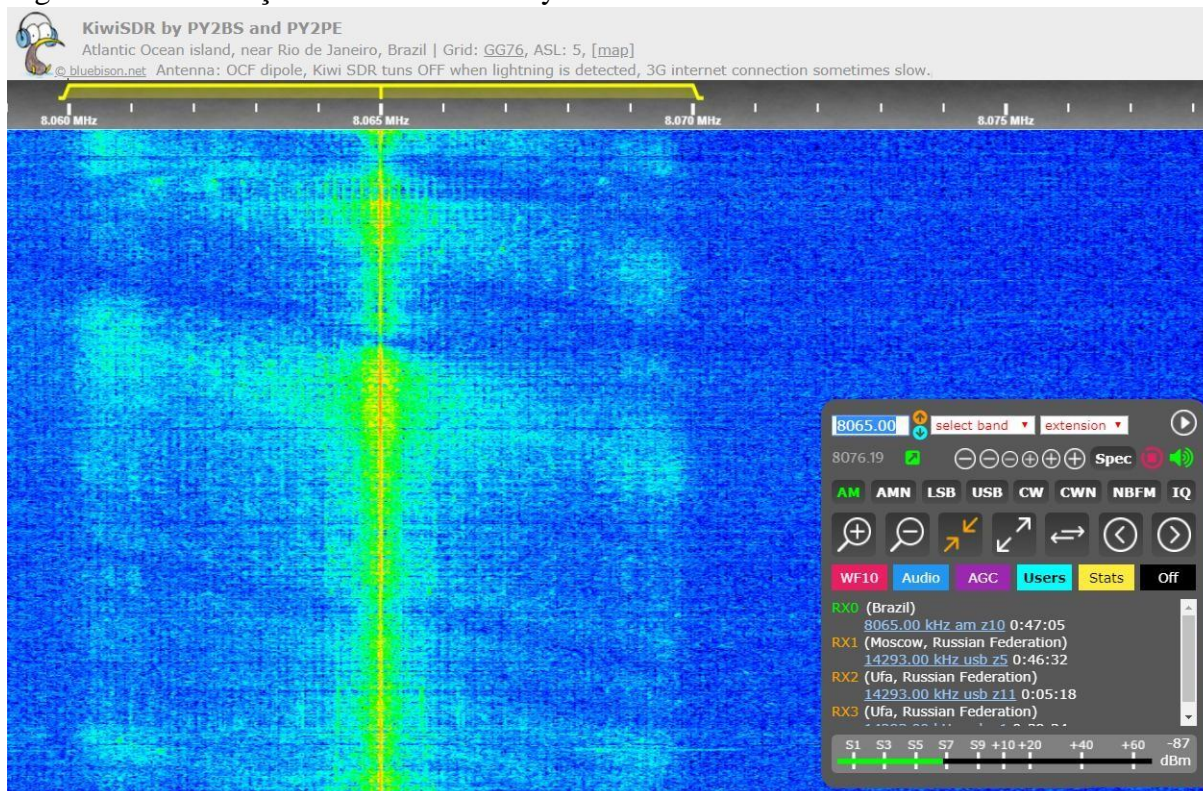 KiwiSDR by PY2BS and PY2PE
Atlantic Ocean island, near Rio de Janeiro, Brazil | Grid: GG76, ASL: 5, [map]
© bluebison.net Antenna: OCF dipole, Kiwi SDR tuns OFF when lightning is detected, 3G internet connection sometimes slow.
8.060 MHz 8.065 MHz 8.070 MHz 8.075 MHz
8065.00 select band extension
8076.19 Spec
AM AMN LSB USB CW CWN NBFM IQ
WF10 Audio AGC Users Stats Off
RX0 (Brazil)
8065.00 kHz am z10 0:47:05
RX1 (Moscow, Russian Federation)
14293.00 kHz usb z5 0:46:32
RX2 (Ufa, Russian Federation)
14293.00 kHz usb z11 0:05:18
RX3 (Ufa, Russian Federation)
S1 S3 S5 S7 S9 +10 +20 +40 +60 -87
dBm